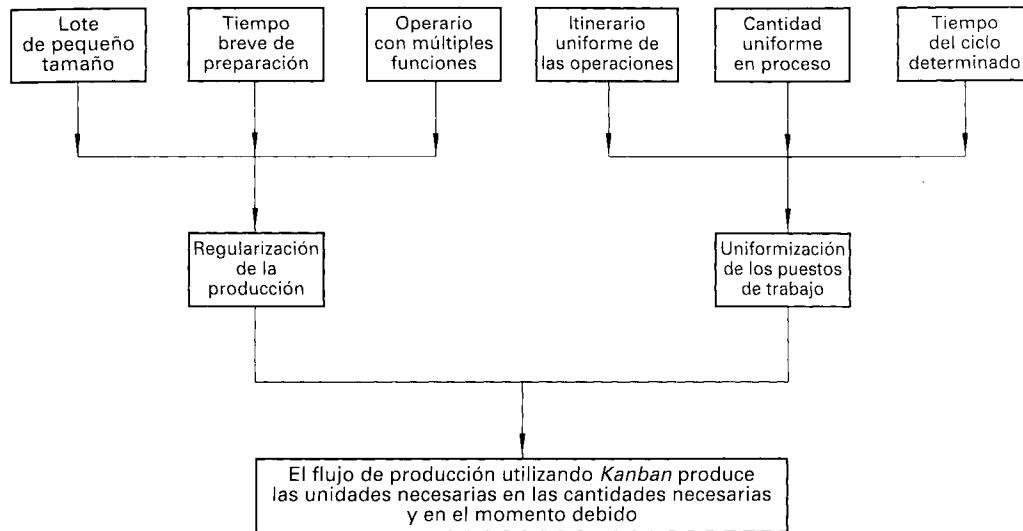 Lote
de pequeño
tamaño
Tiempo
breve de
preparación
Operario
con múltiples
funciones
Itinerario
uniforme de
las operaciones
Cantidad
uniforme
en proceso
Tiempo
del ciclo
determinado
Regularización
de la
producción
Uniformización
de los puestos
de trabajo
El flujo de producción utilizando Kanban produce
las unidades necesarias en las cantidades necesarias
y en el momento debido